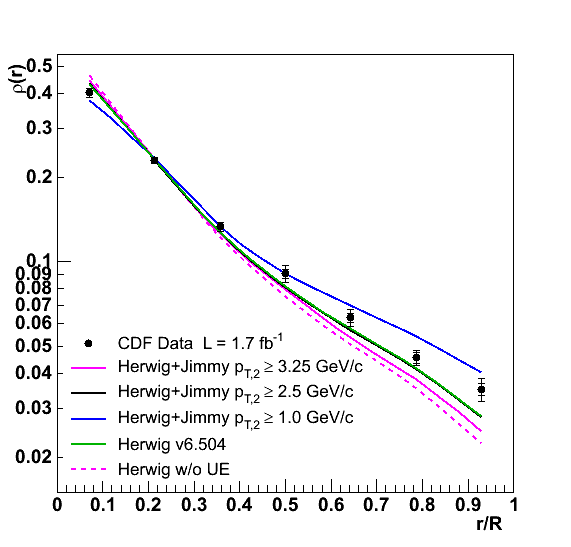 ρ(r)
0.5
0.4
0.3
0.2
0.1
0.09
0.08
0.07
0.06
0.05
0.04
0.03
0.02
CDF Data L = 1.7 fb⁻¹
Herwig+Jimmy p_T,2 ≥ 3.25 GeV/c
Herwig+Jimmy p_T,2 ≥ 2.5 GeV/c
Herwig+Jimmy p_T,2 ≥ 1.0 GeV/c
Herwig v6.504
Herwig w/o UE
0 0.1 0.2 0.3 0.4 0.5 0.6 0.7 0.8 0.9 1
r/R